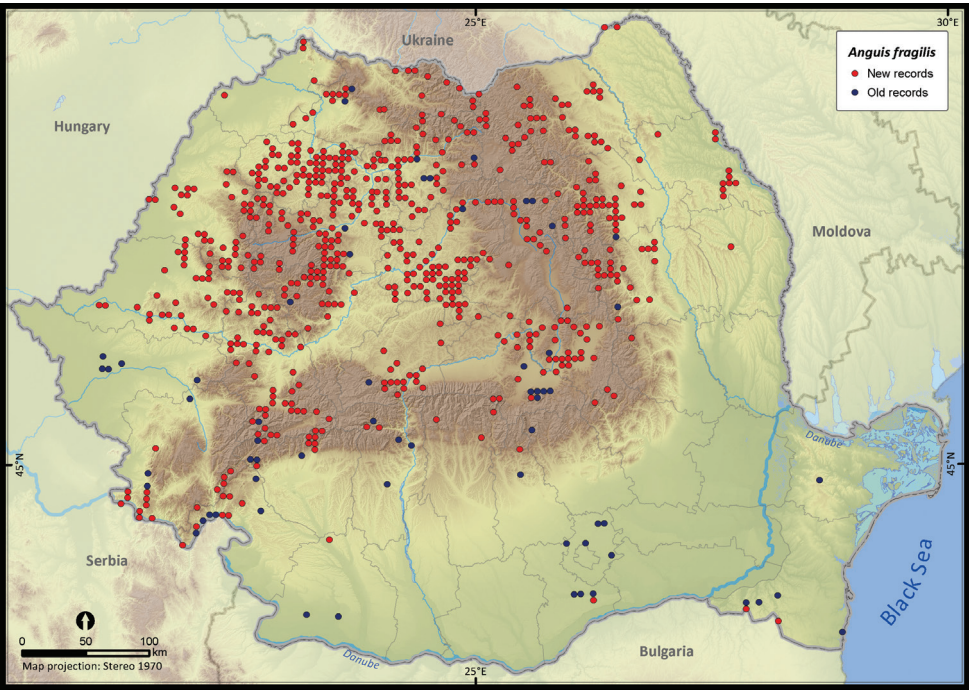 25°E
30°E
Ukraine
Anguis fragilis
New records
Old records
Hungary
Moldova
Danube
45°N
45°N
Serbia
Black Sea
0 50 100
km
Map projection: Stereo 1970
Danube
Bulgaria
25°E